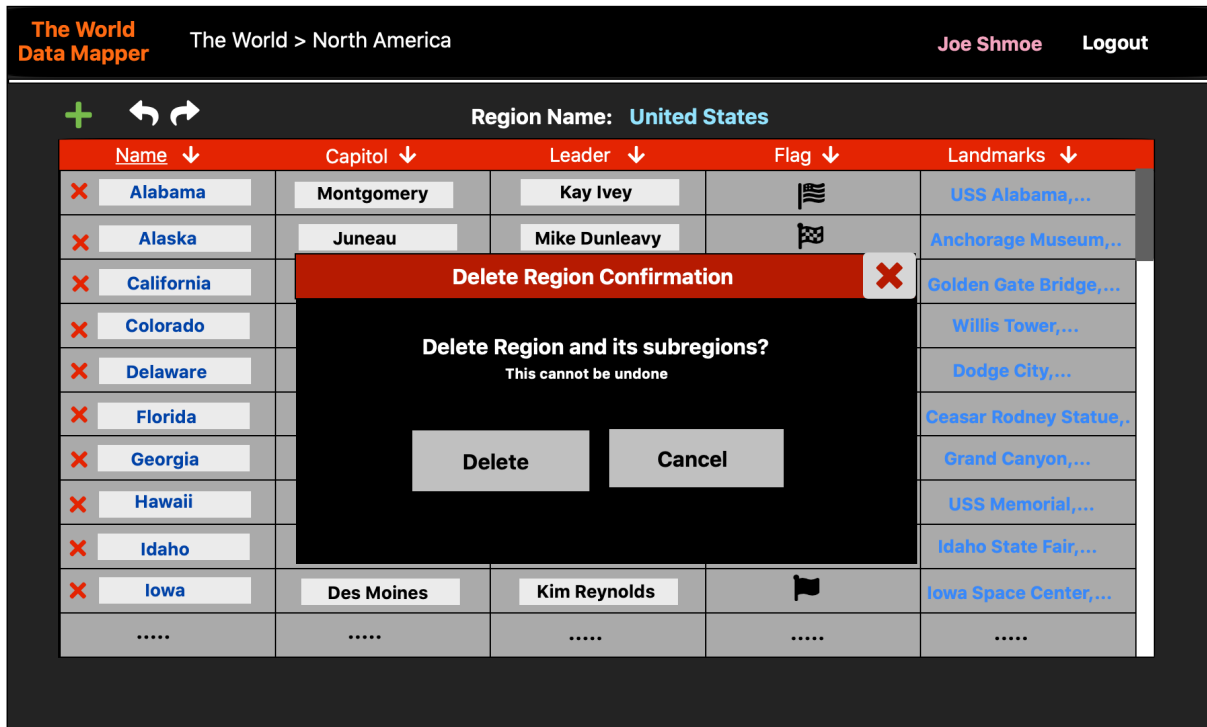 The World
Data Mapper
The World > North America
Joe Shmoe
Logout
Region Name: United States
Name Capitol Leader Flag Landmarks
Alabama Montgomery Kay Ivey USS Alabama,...
Alaska Juneau Mike Dunleavy Anchorage Museum,..
Delete Region Confirmation
California Golden Gate Bridge,...
Colorado Willis Tower,...
Delete Region and its subregions?
This cannot be undone
Delaware Dodge City,...
Florida Ceasar Rodney Statue,.
Delete Cancel
Georgia Grand Canyon,...
Hawaii USS Memorial,...
Idaho Idaho State Fair,...
Iowa Des Moines Kim Reynolds Iowa Space Center,...
..... ..... ..... ..... .....